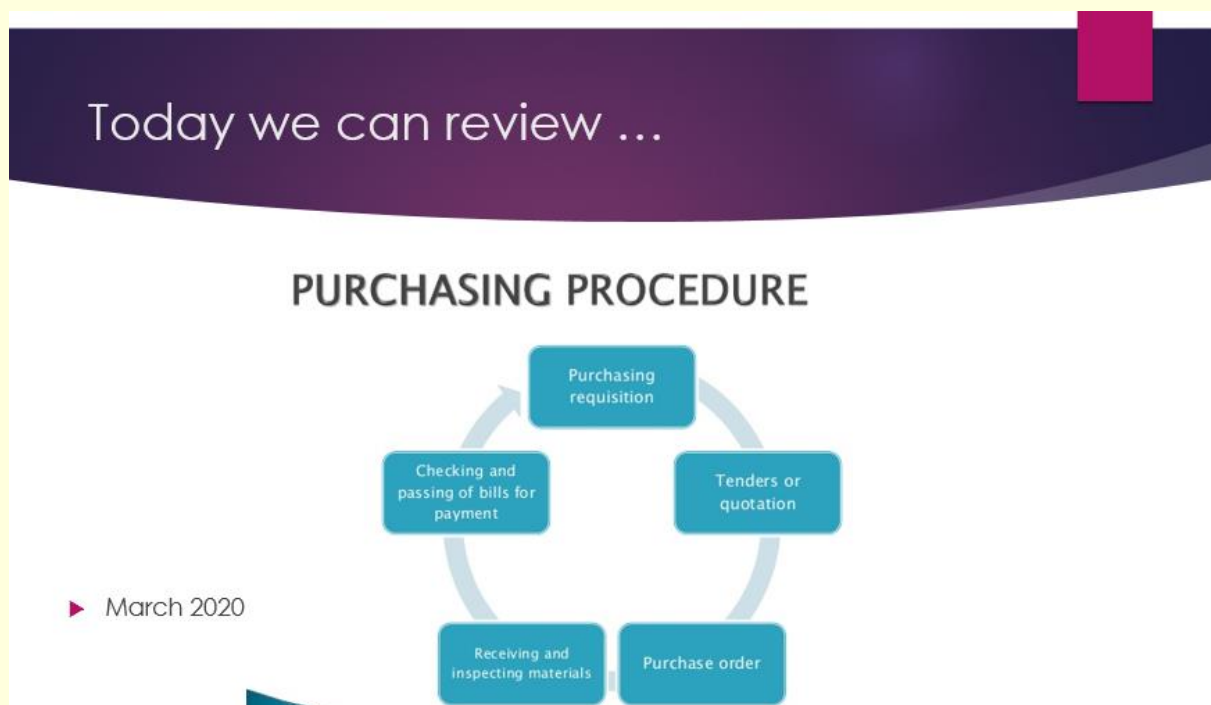 Today we can review ...
PURCHASING PROCEDURE
Purchasing
requisition
Tenders or
quotation
Purchase order
Receiving and
inspecting materials
Checking and
passing of bills for
payment
March 2020